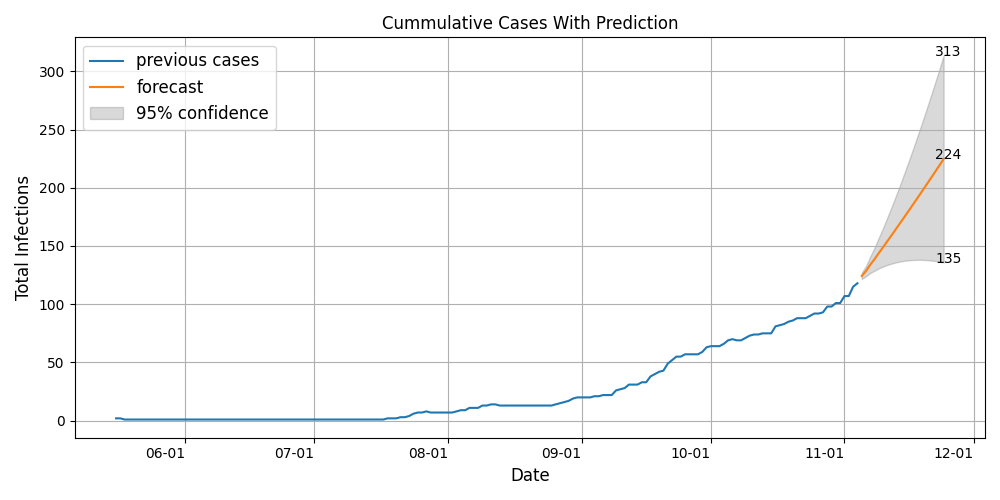 Cummulative Cases With Prediction
previous cases
forecast
95% confidence
313
224
135
300
250
200
150
100
50
0
Total Infections
06-01
07-01
08-01
09-01
10-01
11-01
12-01
Date